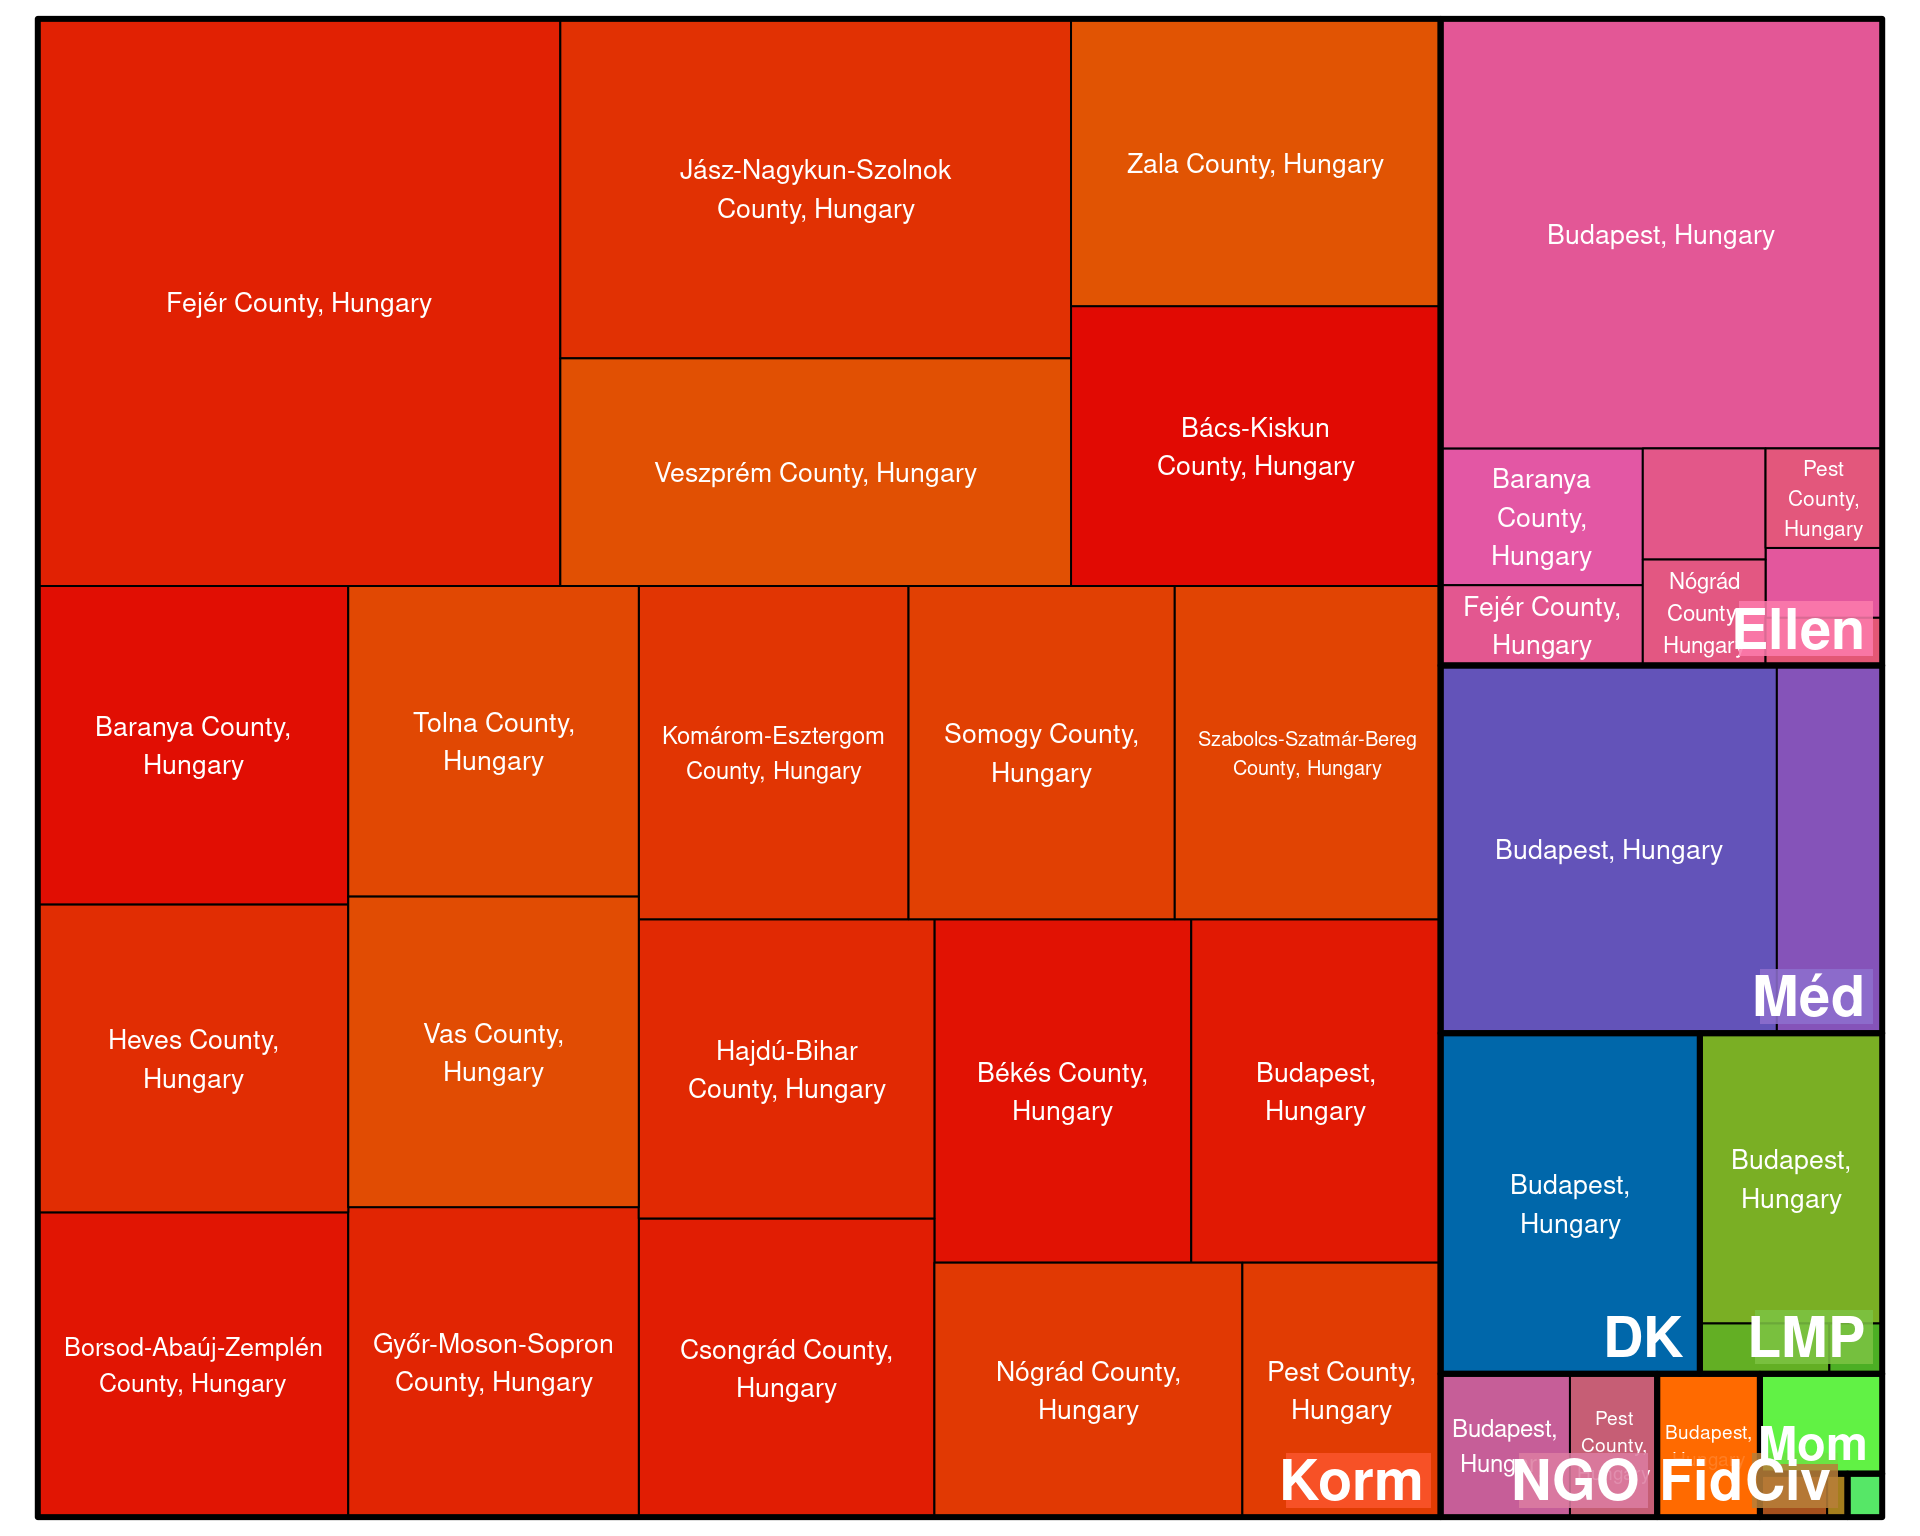 Fejér County, Hungary
Jász-Nagykun-Szolnok
County, Hungary
Zala County, Hungary
Veszprém County, Hungary
Bács-Kiskun
County, Hungary
Baranya County,
Hungary
Tolna County,
Hungary
Komárom-Esztergom
County, Hungary
Somogy County,
Hungary
Szabolcs-Szatmár-Bereg
County, Hungary
Heves County,
Hungary
Vas County,
Hungary
Hajdú-Bihar
County, Hungary
Békés County,
Hungary
Budapest,
Hungary
Borsod-Abaúj-Zemplén
County, Hungary
Győr-Moson-Sopron
County, Hungary
Csongrád County,
Hungary
Nógrád County,
Hungary
Pest County,
Hungary
Korm
Budapest, Hungary
Baranya
County,
Hungary
Pest
County,
Hungary
Fejér County,
Hungary
Nógrád
County,
Hungary
Ellen
Budapest, Hungary
Méd
Budapest,
Hungary
DK
Budapest,
Hungary
LMP
Budapest,
Hungary
Pest
County,
Hungary
NGO
Budapest,
Hungary
Fid
Mom
Civ